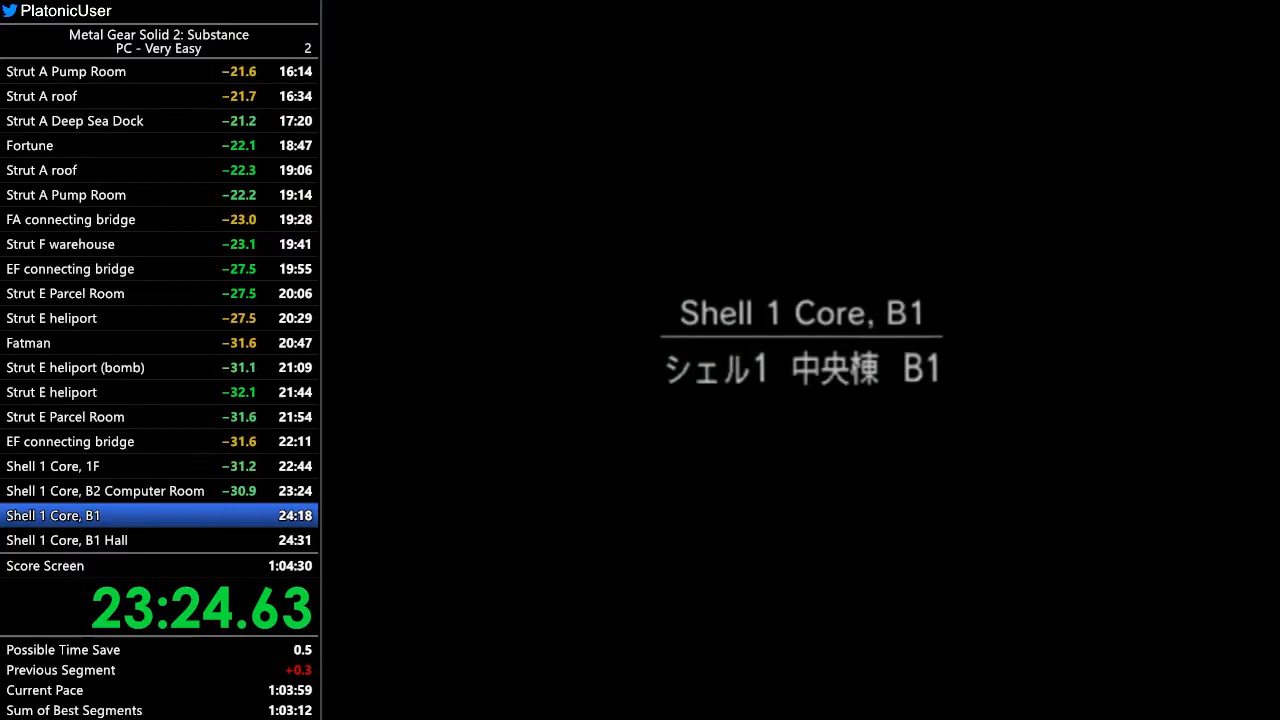 PlatonicUser
Metal Gear Solid 2: Substance
PC - Very Easy 2
Strut A Pump Room −21.6 16:14
Strut A roof −21.7 16:34
Strut A Deep Sea Dock −21.2 17:20
Fortune −22.1 18:47
Strut A roof −22.3 19:06
Strut A Pump Room −22.2 19:14
FA connecting bridge −23.0 19:28
Strut F warehouse −23.1 19:41
EF connecting bridge −27.5 19:55
Strut E Parcel Room −27.5 20:06
Strut E heliport −27.5 20:29
Fatman −31.6 20:47
Strut E heliport (bomb) −31.1 21:09
Strut E heliport −32.1 21:44
Strut E Parcel Room −31.6 21:54
EF connecting bridge −31.6 22:11
Shell 1 Core, 1F −31.2 22:44
Shell 1 Core, B2 Computer Room −30.9 23:24
Shell 1 Core, B1 24:18
Shell 1 Core, B1 Hall 24:31
Score Screen 1:04:30
23:24.63
Possible Time Save 0.5
Previous Segment +0.3
Current Pace 1:03:59
Sum of Best Segments 1:03:12
Shell 1 Core, B1
シェル1 中央棟 B1